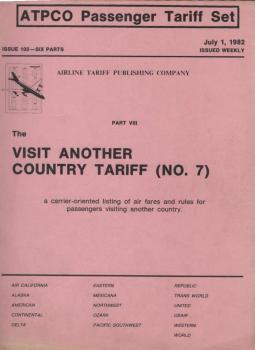 ATPCO Passenger Tariff Set
ISSUE 103—SIX PARTS
July 1, 1982
ISSUED WEEKLY
AIRLINE TARIFF PUBLISHING COMPANY
PART VIII
The
VISIT ANOTHER
COUNTRY TARIFF (NO. 7)
a carrier-oriented listing of air fares and rules for
passengers visiting another country.
AIR CALIFORNIA EASTERN REPUBLIC
ALASKA MEXICANA TRANS WORLD
AMERICAN NORTHWEST UNITED
CONTINENTAL OZARK USAIR
DELTA PACIFIC SOUTHWEST WESTERN
WORLD